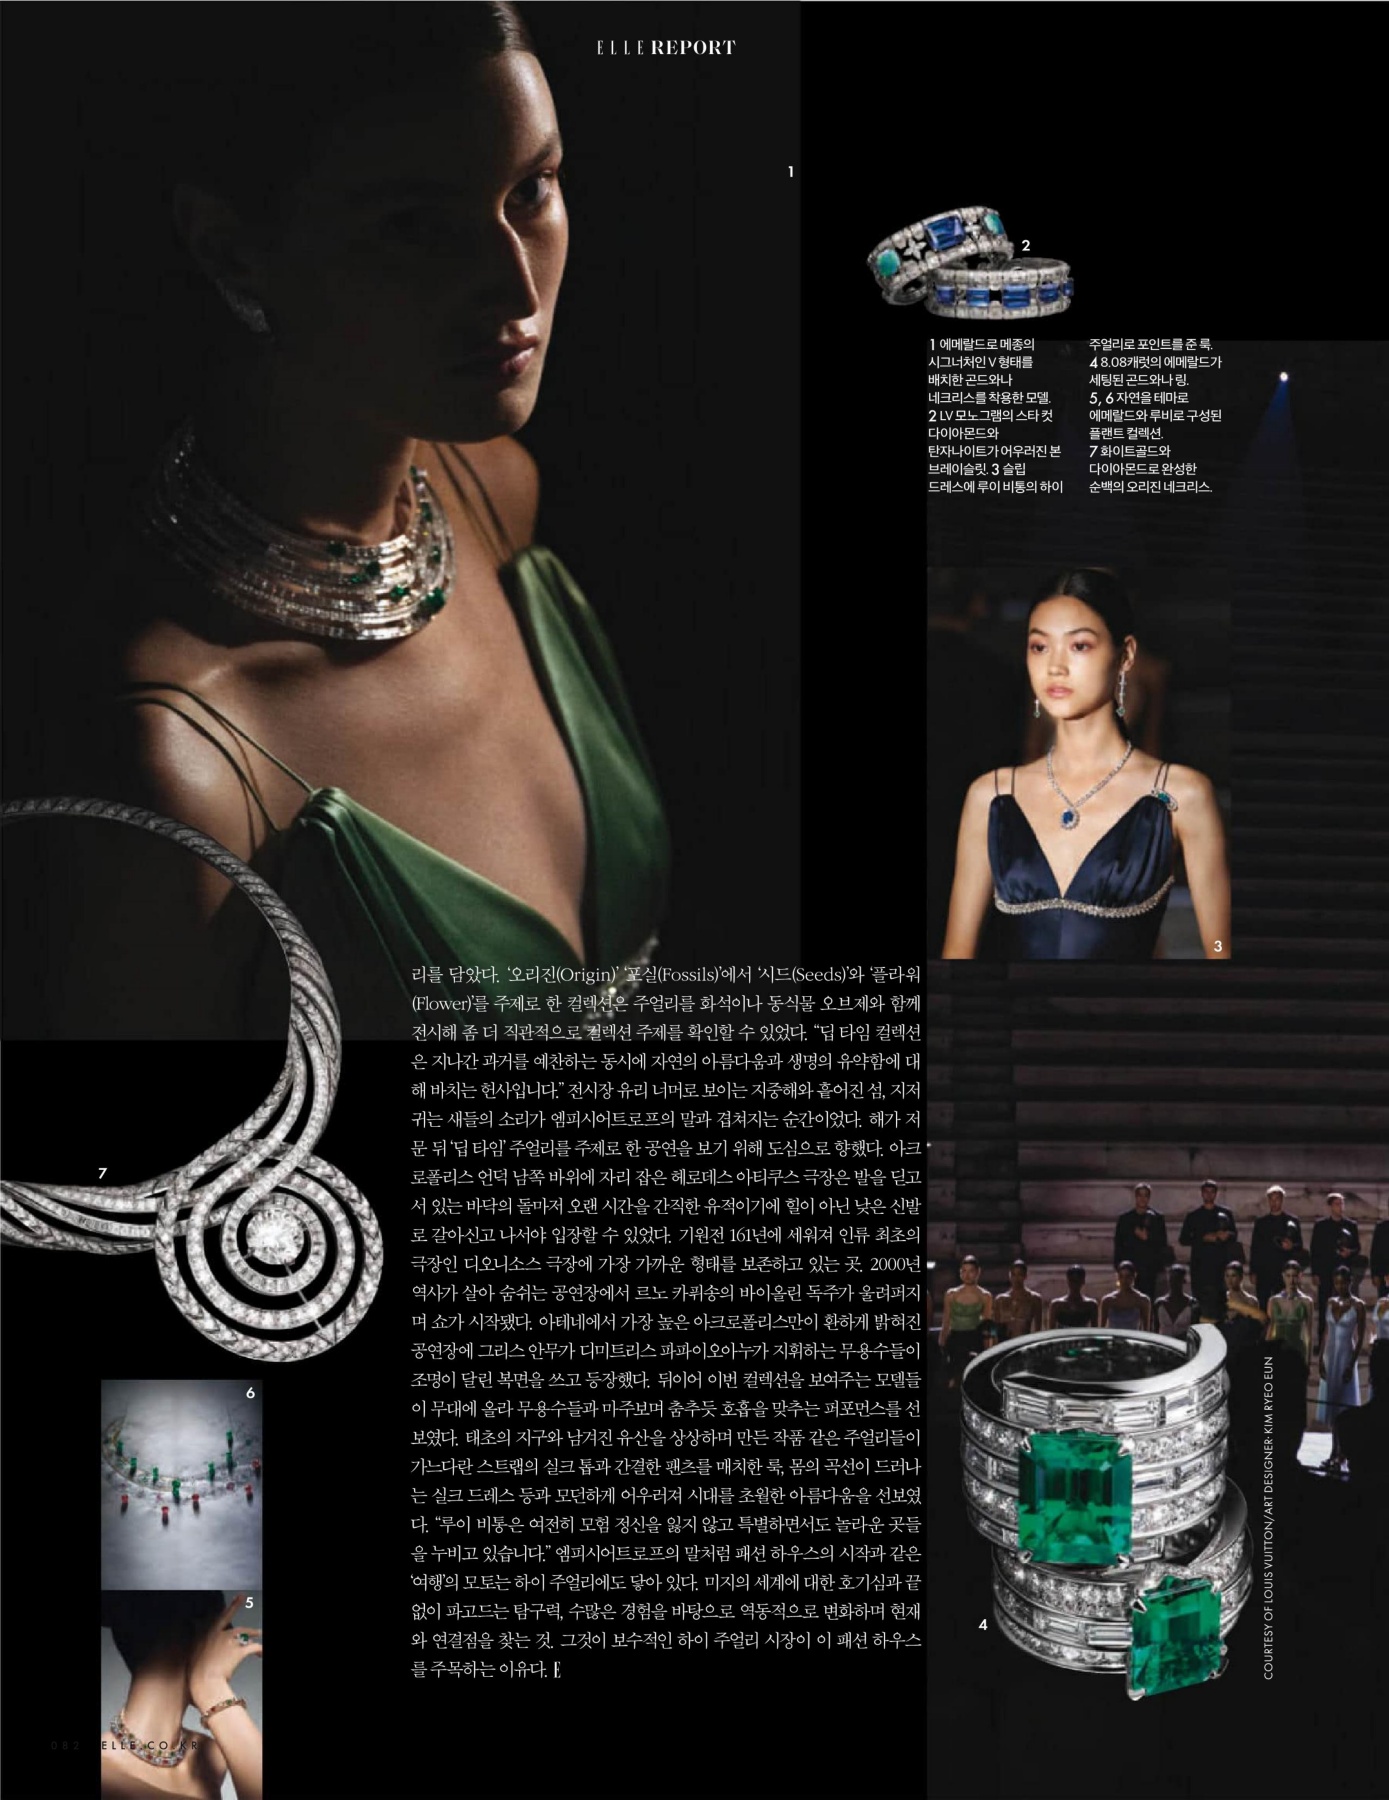 ELLE REPORT
1
2
1 에메랄드로 메종의
시그너처인 V 형태를
배치한 곤드와나
네크리스를 착용한 모델.
2 LV 모노그램의 스타 컷
다이아몬드와
탄자나이트가 어우러진 본
브레이슬릿. 3 슬립
드레스에 루이 비통의 하이
주얼리로 포인트를 준 룩.
4 8.08캐럿의 에메랄드가
세팅된 곤드와나 링.
5, 6 자연을 테마로
에메랄드와 루비로 구성된
플랜트 컬렉션.
7 화이트골드와
다이아몬드로 완성한
순백의 오리진 네크리스.
3
리를 담았다. ‘오리진(Origin)’ ‘포실(Fossils)’에서 ‘시드(Seeds)’와 ‘플라워
(Flower)’를 주제로 한 컬렉션은 주얼리를 화석이나 동식물 오브제와 함께
전시해 좀 더 직관적으로 컬렉션 주제를 확인할 수 있었다. “딥 타임 컬렉션
은 지나간 과거를 예찬하는 동시에 자연의 아름다움과 생명의 유약함에 대
해 바치는 헌사입니다.” 전시장 유리 너머로 보이는 지중해와 흩어진 섬, 지저
귀는 새들의 소리가 엠피시어트로프의 말과 겹쳐지는 순간이었다. 해가 저
문 뒤 ‘딥 타임’ 주얼리를 주제로 한 공연을 보기 위해 도심으로 향했다. 아크
로폴리스 언덕 남쪽 바위에 자리 잡은 헤로데스 아티쿠스 극장은 발을 딛고
서 있는 바닥의 돌마저 오랜 시간을 간직한 유적이기에 힐이 아닌 낮은 신발
로 갈아신고 나서야 입장할 수 있었다. 기원전 161년에 세워져 인류 최초의
극장인 디오니소스 극장에 가장 가까운 형태를 보존하고 있는 곳. 2000년
역사가 살아 숨쉬는 공연장에서 르노 카퓌송의 바이올린 독주가 울려퍼지
며 쇼가 시작됐다. 아테네에서 가장 높은 아크로폴리스만이 환하게 밝혀진
공연장에 그리스 안무가 디미트리스 파파이오아누가 지휘하는 무용수들이
조명이 달린 복면을 쓰고 등장했다. 뒤이어 이번 컬렉션을 보여주는 모델들
이 무대에 올라 무용수들과 마주보며 춤추듯 호흡을 맞추는 퍼포먼스를 선
보였다. 태초의 지구와 남겨진 유산을 상상하며 만든 작품 같은 주얼리들이
가느다란 스트랩의 실크 톱과 간결한 팬츠를 매치한 룩, 몸의 곡선이 드러나
는 실크 드레스 등과 모던하게 어우러져 시대를 초월한 아름다움을 선보였
다. “루이 비통은 여전히 모험 정신을 잃지 않고 특별하면서도 놀라운 곳들
을 누비고 있습니다.” 엠피시어트로프의 말처럼 패션 하우스의 시작과 같은
‘여행’의 모토는 하이 주얼리에도 닿아 있다. 미지의 세계에 대한 호기심과 끝
없이 파고드는 탐구력, 수많은 경험을 바탕으로 역동적으로 변화하며 현재
와 연결점을 찾는 것. 그것이 보수적인 하이 주얼리 시장이 이 패션 하우스
를 주목하는 이유다. E
7
6
5
4
COURTESY OF LOUIS VUITTON/ART DESIGNER· KIM RYEO EUN
082 ELLE.CO.KR